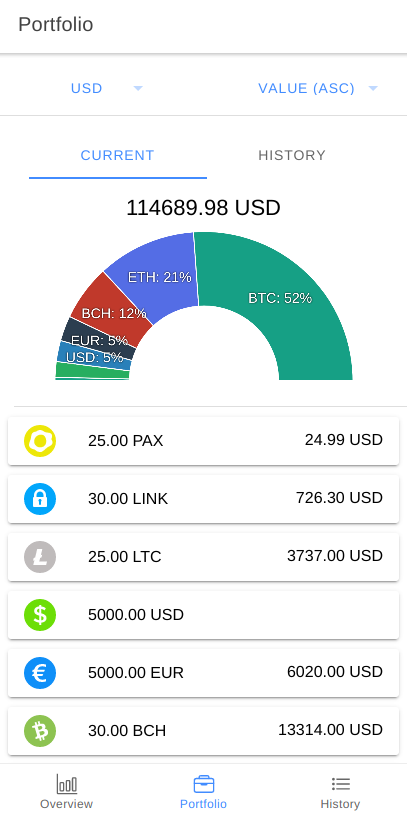 Portfolio
USD
VALUE (ASC)
CURRENT
HISTORY
114689.98 USD
ETH: 21%
BTC: 52%
BCH: 12%
EUR: 5%
USD: 5%
25.00 PAX
24.99 USD
30.00 LINK
726.30 USD
25.00 LTC
3737.00 USD
5000.00 USD
5000.00 EUR
6020.00 USD
30.00 BCH
13314.00 USD
Overview
Portfolio
History